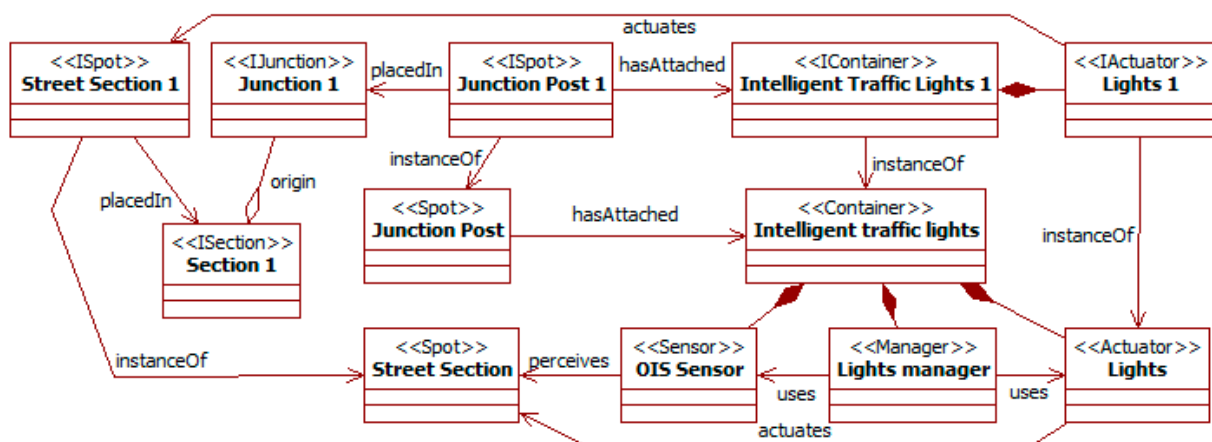 actuates
<<ISpot>>
Street Section 1
<<IJunction>>
Junction 1
placedIn
<<ISpot>>
Junction Post 1
hasAttached
<<IContainer>>
Intelligent Traffic Lights 1
<<IActuator>>
Lights 1
instanceOf
instanceOf
placedIn
origin
<<Spot>>
Junction Post
hasAttached
<<Container>>
Intelligent traffic lights
instanceOf
<<ISection>>
Section 1
instanceOf
<<Spot>>
Street Section
perceives
<<Sensor>>
OIS Sensor
uses
<<Manager>>
Lights manager
uses
<<Actuator>>
Lights
actuates